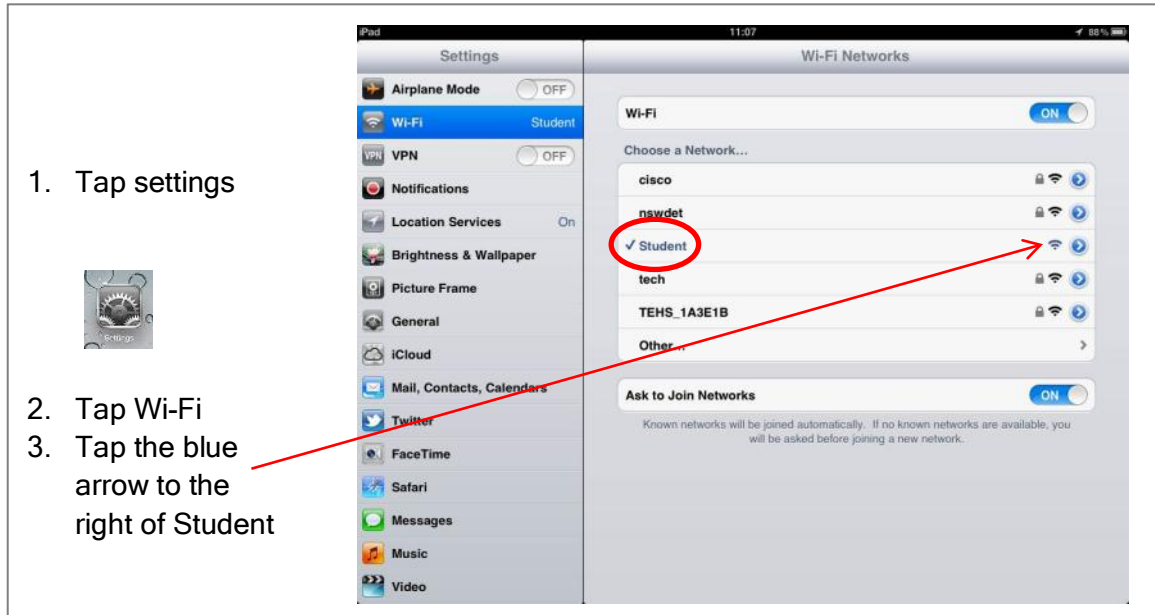 1. Tap settings
Settings
2. Tap Wi-Fi
3. Tap the blue
arrow to the
right of Student
iPad
11:07
88%
Settings
Airplane Mode OFF
Wi-Fi Student
VPN VPN OFF
Notifications
Location Services On
Brightness & Wallpaper
Picture Frame
General
iCloud
Mail, Contacts, Calendars
Twitter
FaceTime
Safari
Messages
Music
Video
Wi-Fi Networks
Wi-Fi ON
Choose a Network...
cisco
nswdet
✓ Student
tech
TEHS_1A3E1B
Other...
Ask to Join Networks ON
Known networks will be joined automatically. If no known networks are available, you
will be asked before joining a new network.